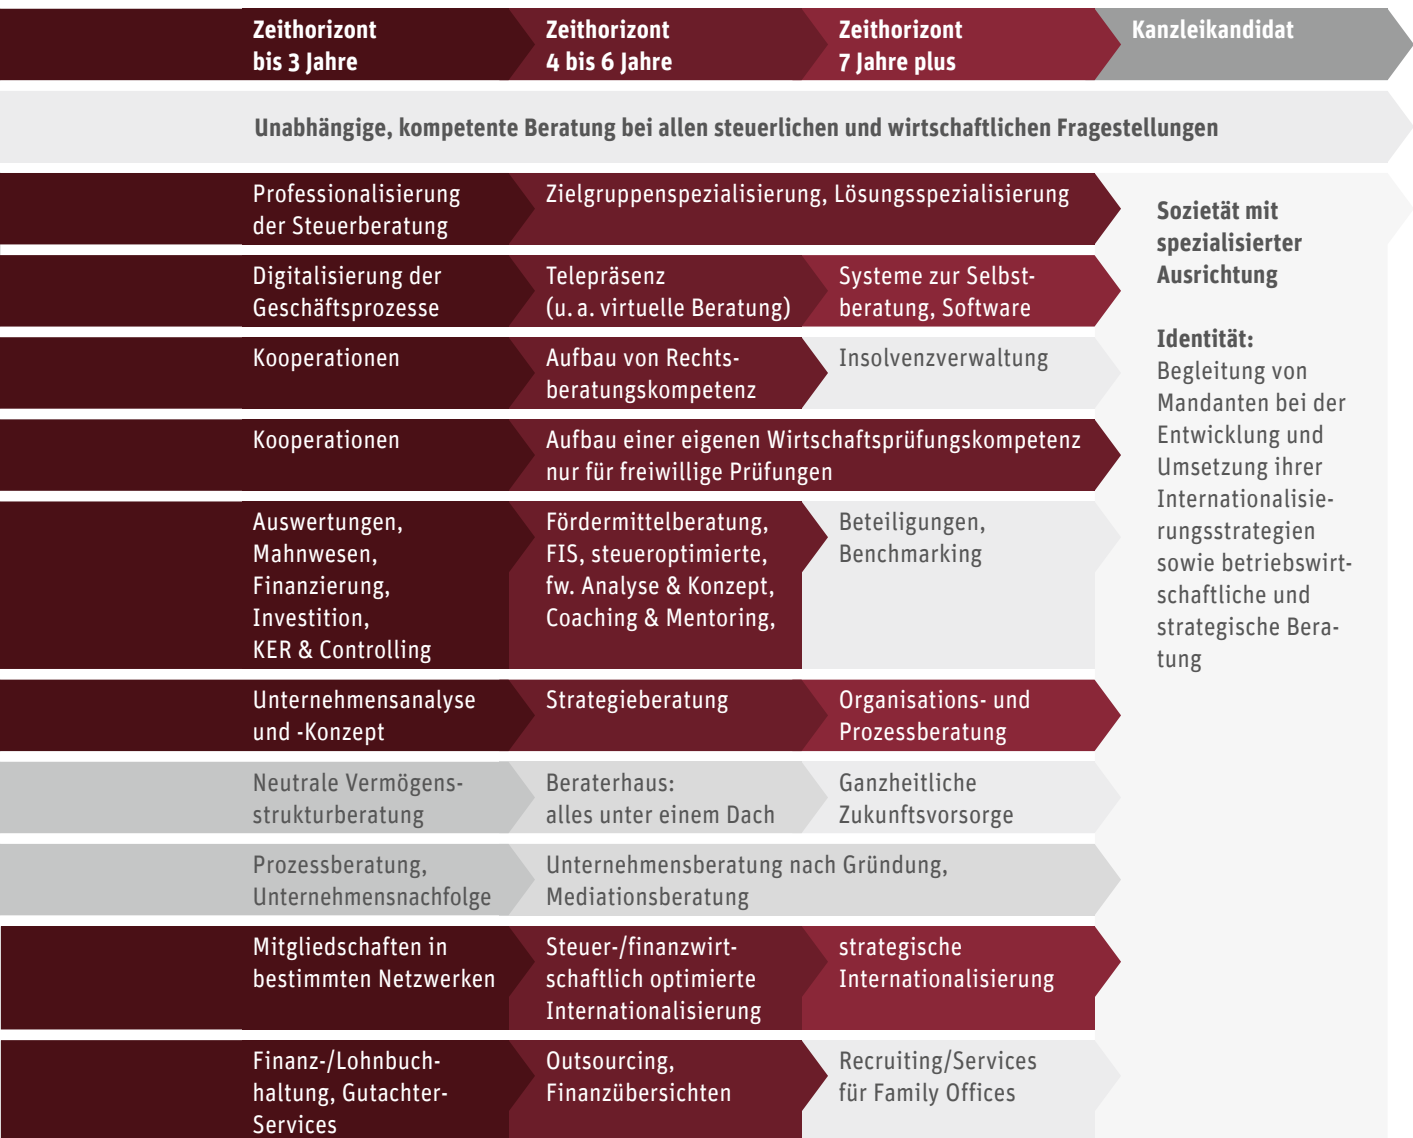 Zeithorizont
bis 3 Jahre
Zeithorizont
4 bis 6 Jahre
Zeithorizont
7 Jahre plus
Kanzleikandidat
Unabhängige, kompetente Beratung bei allen steuerlichen und wirtschaftlichen Fragestellungen
Professionalisierung
der Steuerberatung
Zielgruppenspezialisierung, Lösungsspezialisierung
Digitalisierung der
Geschäftsprozesse
Telepräsenz
(u. a. virtuelle Beratung)
Systeme zur Selbst-
beratung, Software
Kooperationen
Aufbau von Rechts-
beratungskompetenz
Insolvenzverwaltung
Kooperationen
Aufbau einer eigenen Wirtschaftsprüfungskompetenz
nur für freiwillige Prüfungen
Auswertungen,
Mahnwesen,
Finanzierung,
Investition,
KER & Controlling
Fördermittelberatung,
FIS, steueroptimierte,
fw. Analyse & Konzept,
Coaching & Mentoring,
Beteiligungen,
Benchmarking
Unternehmensanalyse
und -Konzept
Strategieberatung
Organisations- und
Prozessberatung
Neutrale Vermögens-
strukturberatung
Beraterhaus:
alles unter einem Dach
Ganzheitliche
Zukunftsvorsorge
Prozessberatung,
Unternehmensnachfolge
Unternehmensberatung nach Gründung,
Mediationsberatung
Mitgliedschaften in
bestimmten Netzwerken
Steuer-/finanzwirt-
schaftlich optimierte
Internationalisierung
strategische
Internationalisierung
Finanz-/Lohnbuch-
haltung, Gutachter-
Services
Outsourcing,
Finanzübersichten
Recruiting/Services
für Family Offices
Sozietät mit
spezialisierter
Ausrichtung
Identität:
Begleitung von
Mandanten bei der
Entwicklung und
Umsetzung ihrer
Internationalisie-
rungsstrategien
sowie betriebswirt-
schaftliche und
strategische Bera-
tung